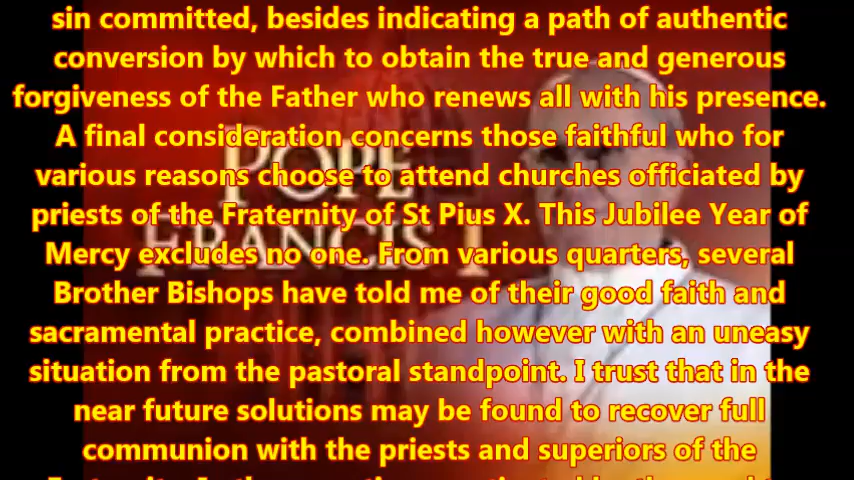 sin committed, besides indicating a path of authentic
conversion by which to obtain the true and generous
forgiveness of the Father who renews all with his presence.
A final consideration concerns those faithful who for
various reasons choose to attend churches officiated by
priests of the Fraternity of St Pius X. This Jubilee Year of
Mercy excludes no one. From various quarters, several
Brother Bishops have told me of their good faith and
sacramental practice, combined however with an uneasy
situation from the pastoral standpoint. I trust that in the
near future solutions may be found to recover full
communion with the priests and superiors of the
POPE
FRANCIS I